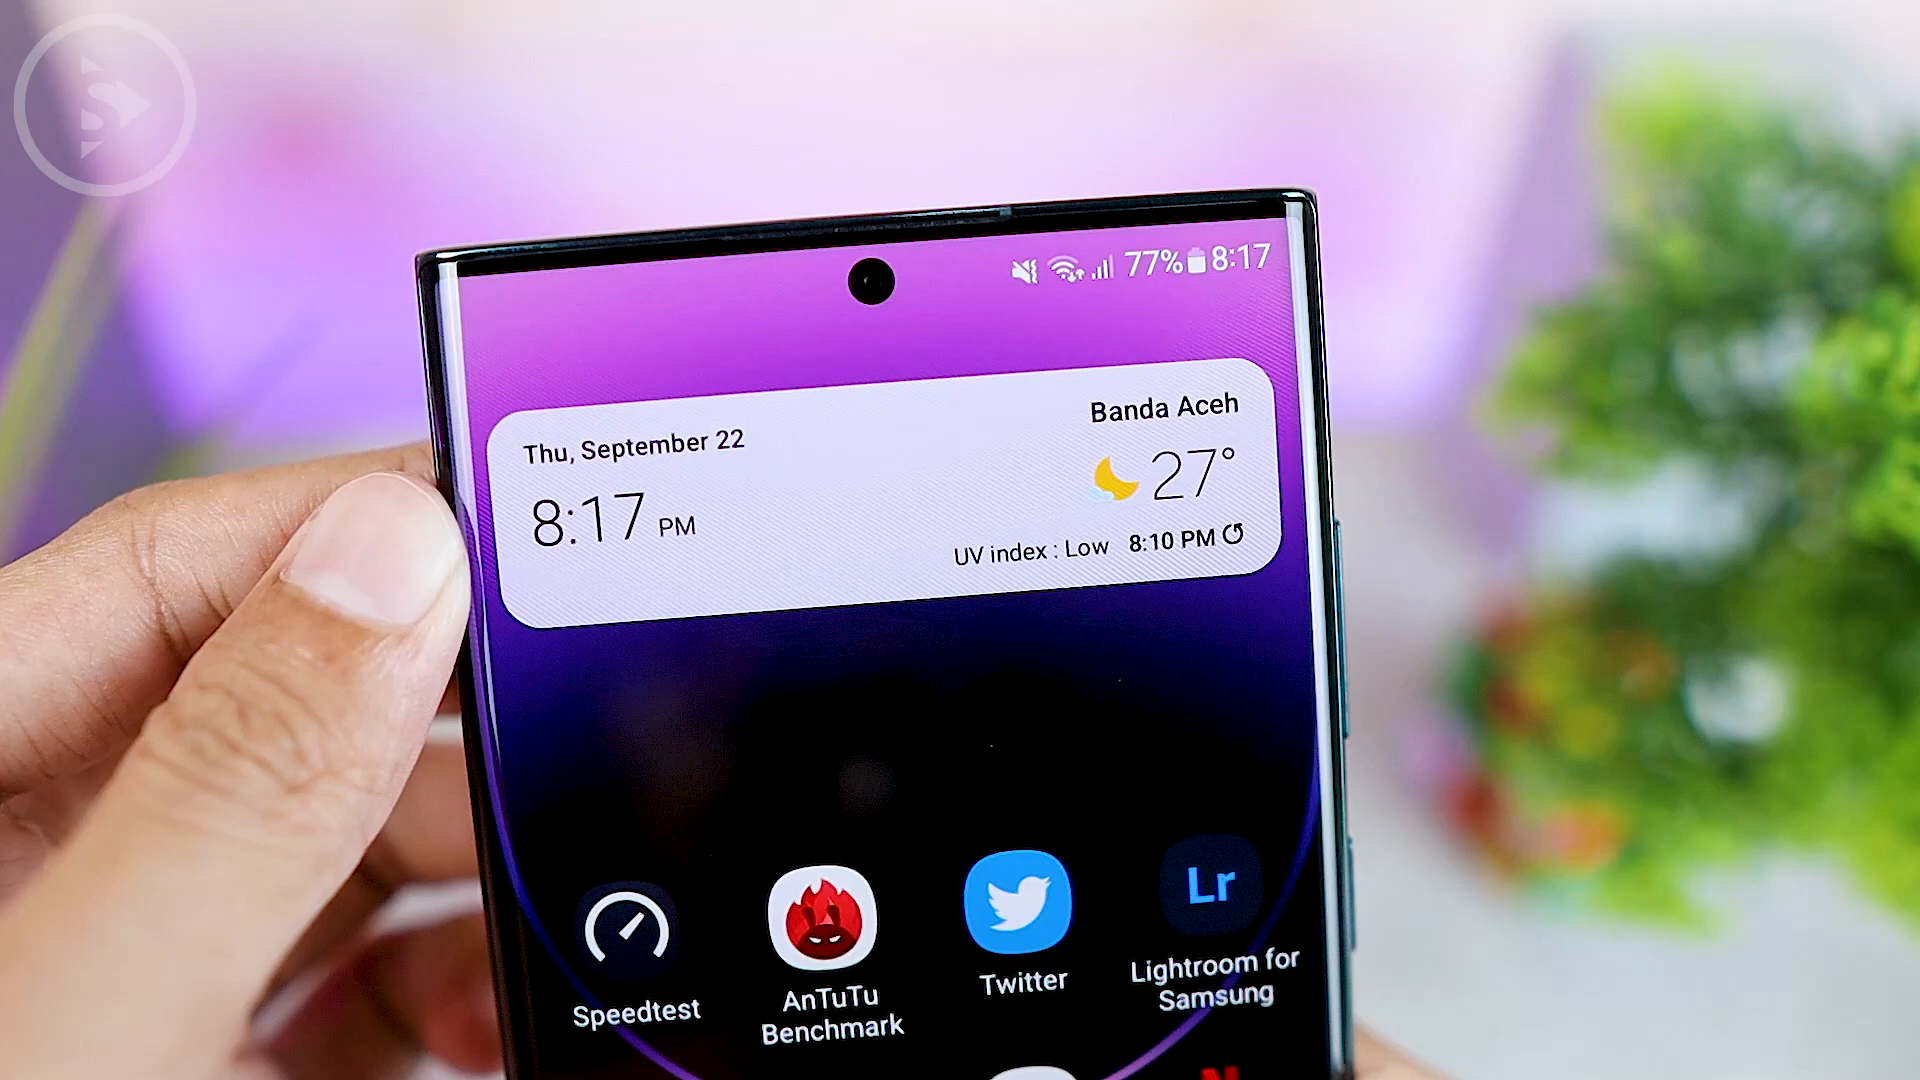 S
77% 8:17
Thu, September 22
8:17 PM
Banda Aceh
27°
UV index : Low 8:10 PM
Speedtest
AnTuTu
Benchmark
Twitter
Lr
Lightroom for
Samsung
N